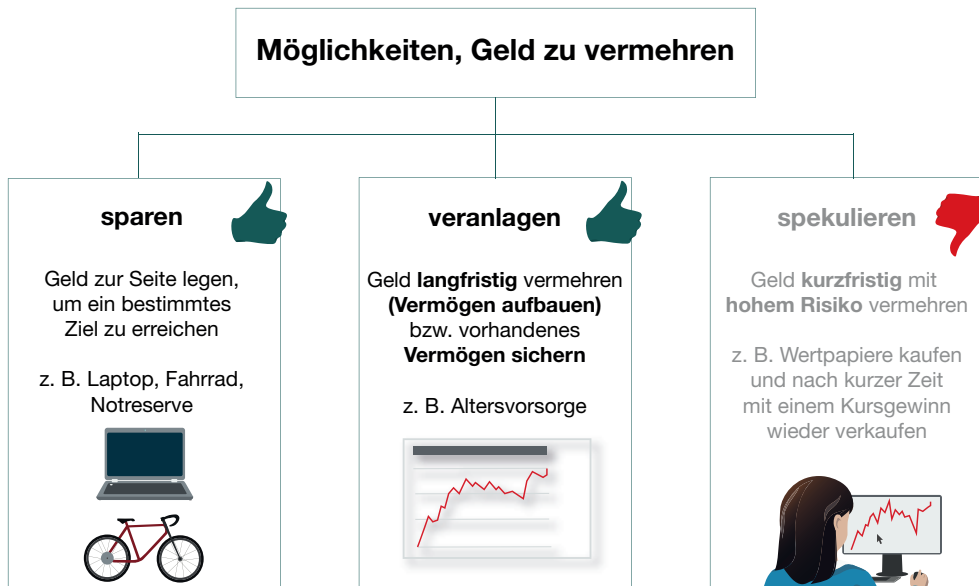 Möglichkeiten, Geld zu vermehren
sparen
Geld zur Seite legen,
um ein bestimmtes
Ziel zu erreichen
z. B. Laptop, Fahrrad,
Notreserve
veranlagen
Geld langfristig vermehren
(Vermögen aufbauen)
bzw. vorhandenes
Vermögen sichern
z. B. Altersvorsorge
spekulieren
Geld kurzfristig mit
hohem Risiko vermehren
z. B. Wertpapiere kaufen
und nach kurzer Zeit
mit einem Kursgewinn
wieder verkaufen